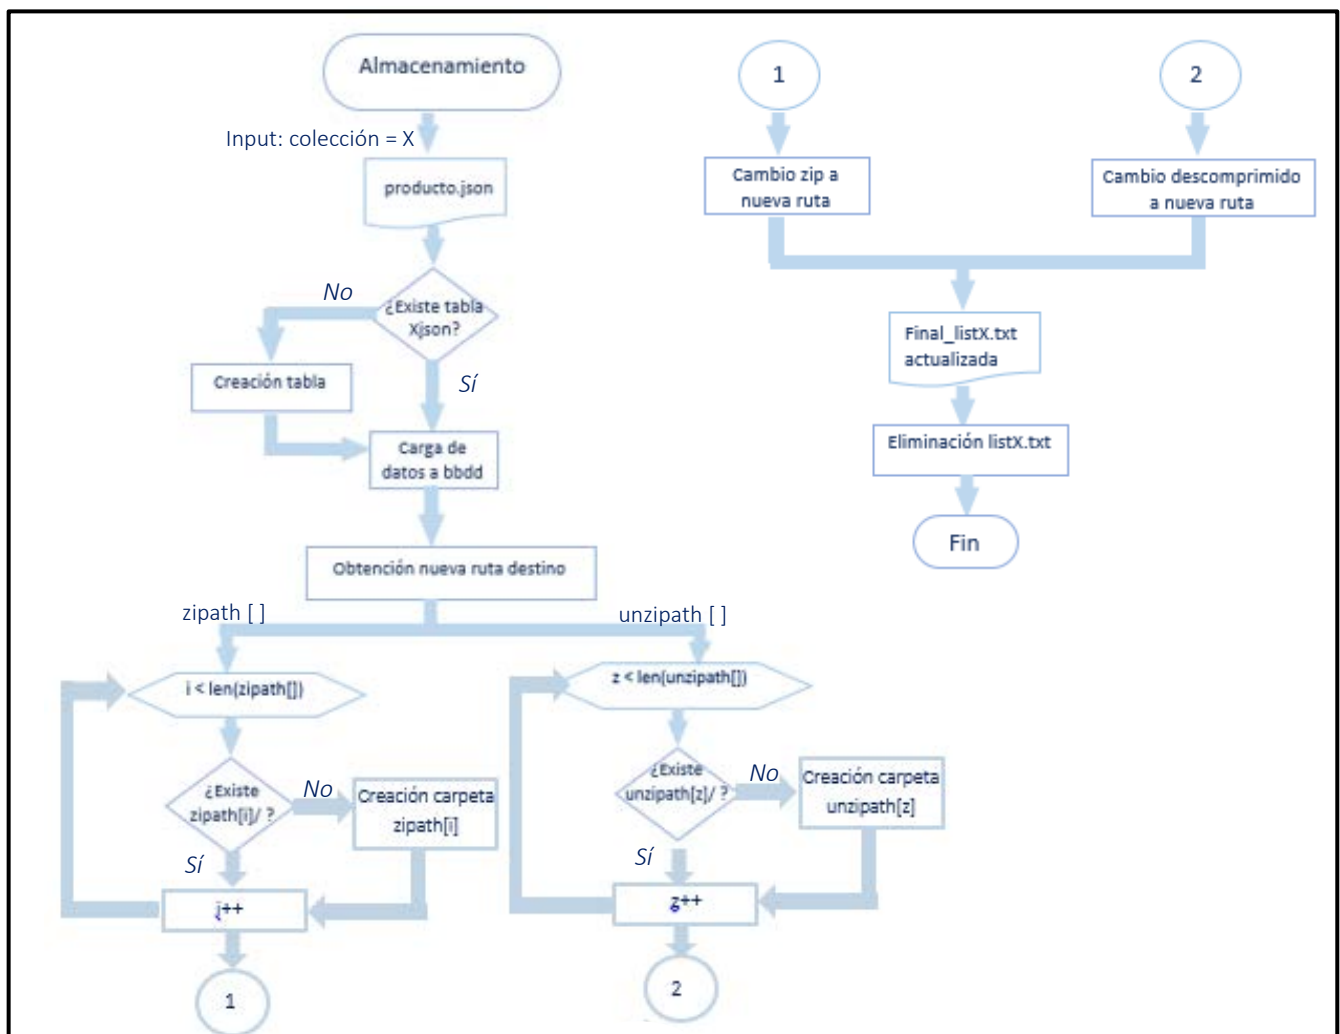 Almacenamiento
Input: colección = X
producto.json
¿Existe tabla
Xjson?
No
Sí
Creación tabla
Carga de
datos a bbdd
Obtención nueva ruta destino
zipath [ ]
unzipath [ ]
i < len(zipath[])
z < len(unzipath[])
¿Existe
zipath[i]/ ?
No
Creación carpeta
zipath[i]
Sí
i++
1
¿Existe
unzipath[z]/ ?
No
Creación carpeta
unzipath[z]
Sí
z++
2
1
Cambio zip a
nueva ruta
2
Cambio descomprimido
a nueva ruta
Final_listX.txt
actualizada
Eliminación listX.txt
Fin